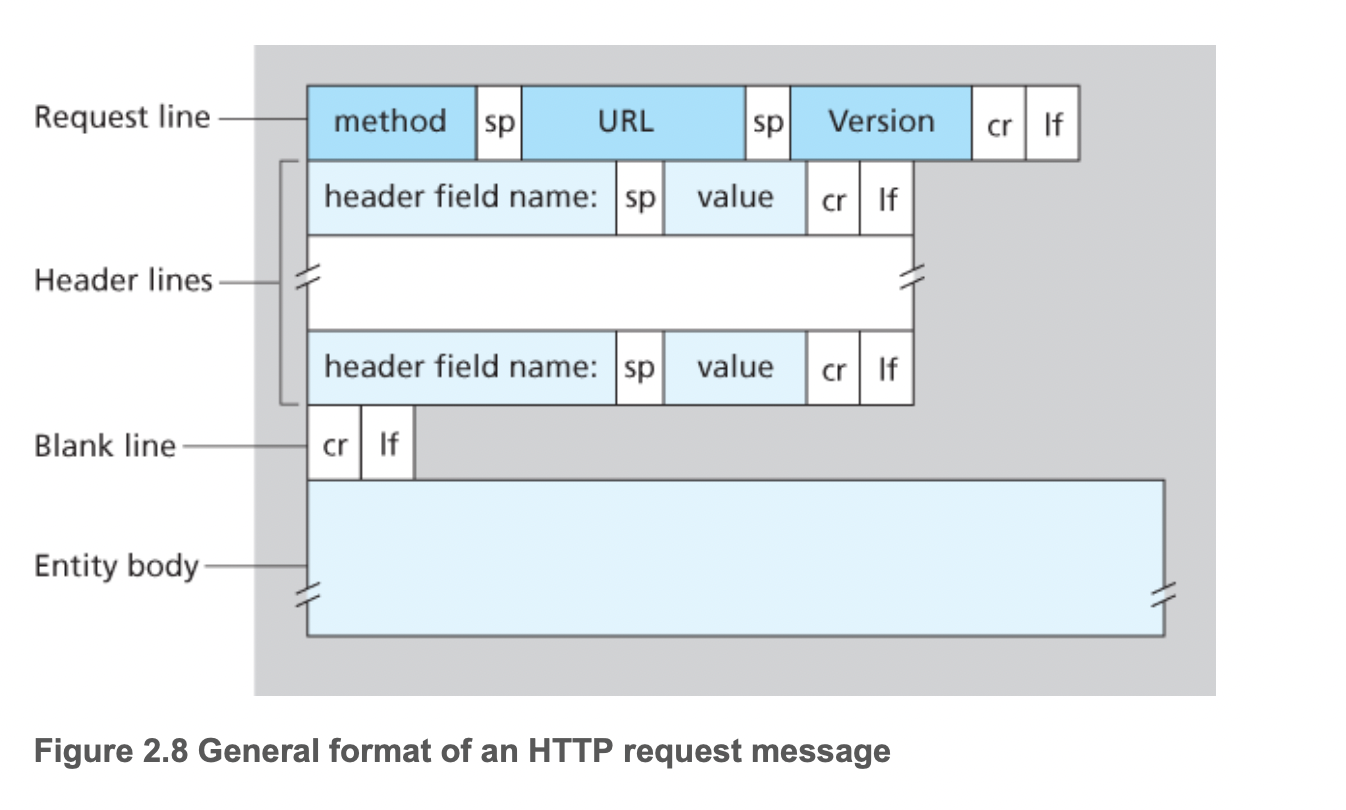 Request line method sp URL sp Version cr lf
header field name: sp value cr lf
Header lines
header field name: sp value cr lf
Blank line cr lf
Entity body
Figure 2.8 General format of an HTTP request message